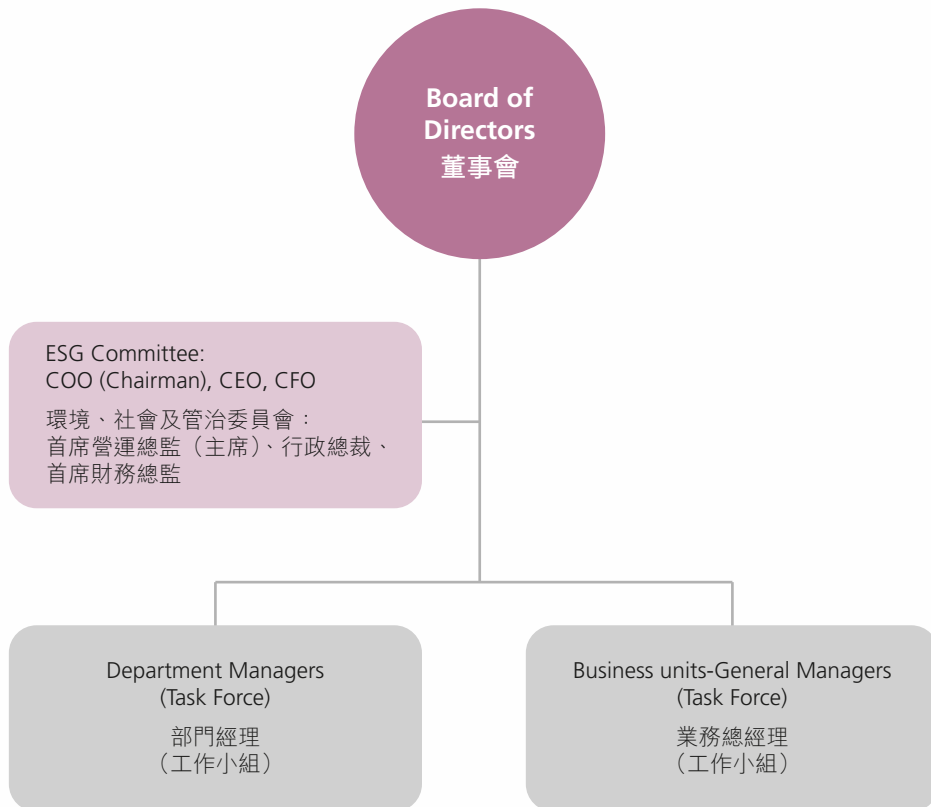 Board of
Directors
董事會
ESG Committee:
COO (Chairman), CEO, CFO
環境、社會及管治委員會：
首席營運總監（主席）、行政總裁、
首席財務總監
Department Managers
(Task Force)
部門經理
（工作小組）
Business units-General Managers
(Task Force)
業務總經理
（工作小組）